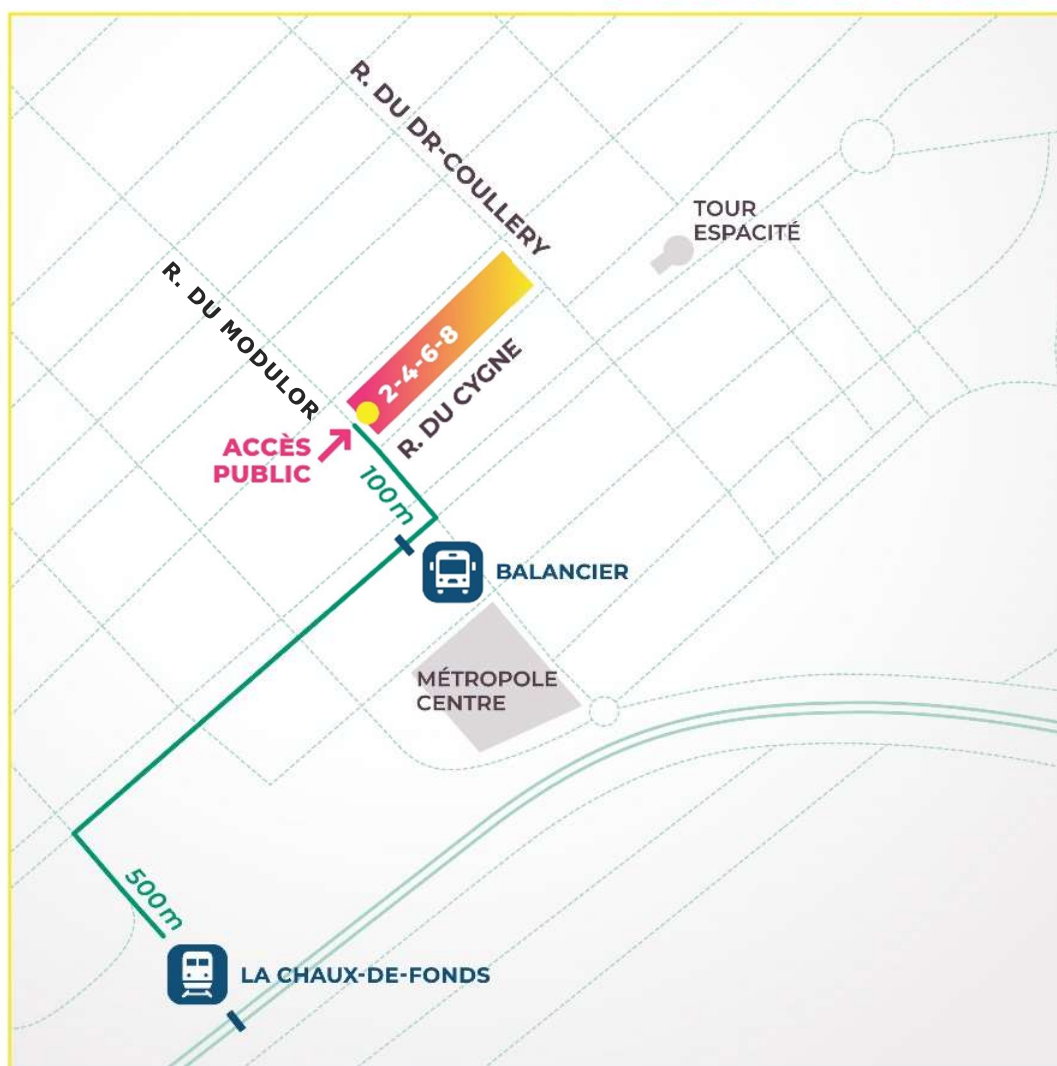 R. DU DR-COULLERY
TOUR
ESPACITÉ
R. DU MODULOR
2-4-6-8
R. DU CYGNE
ACCÈS
PUBLIC
100m
BALANCIER
MÉTROPOLE
CENTRE
500m
LA CHAUX-DE-FONDS